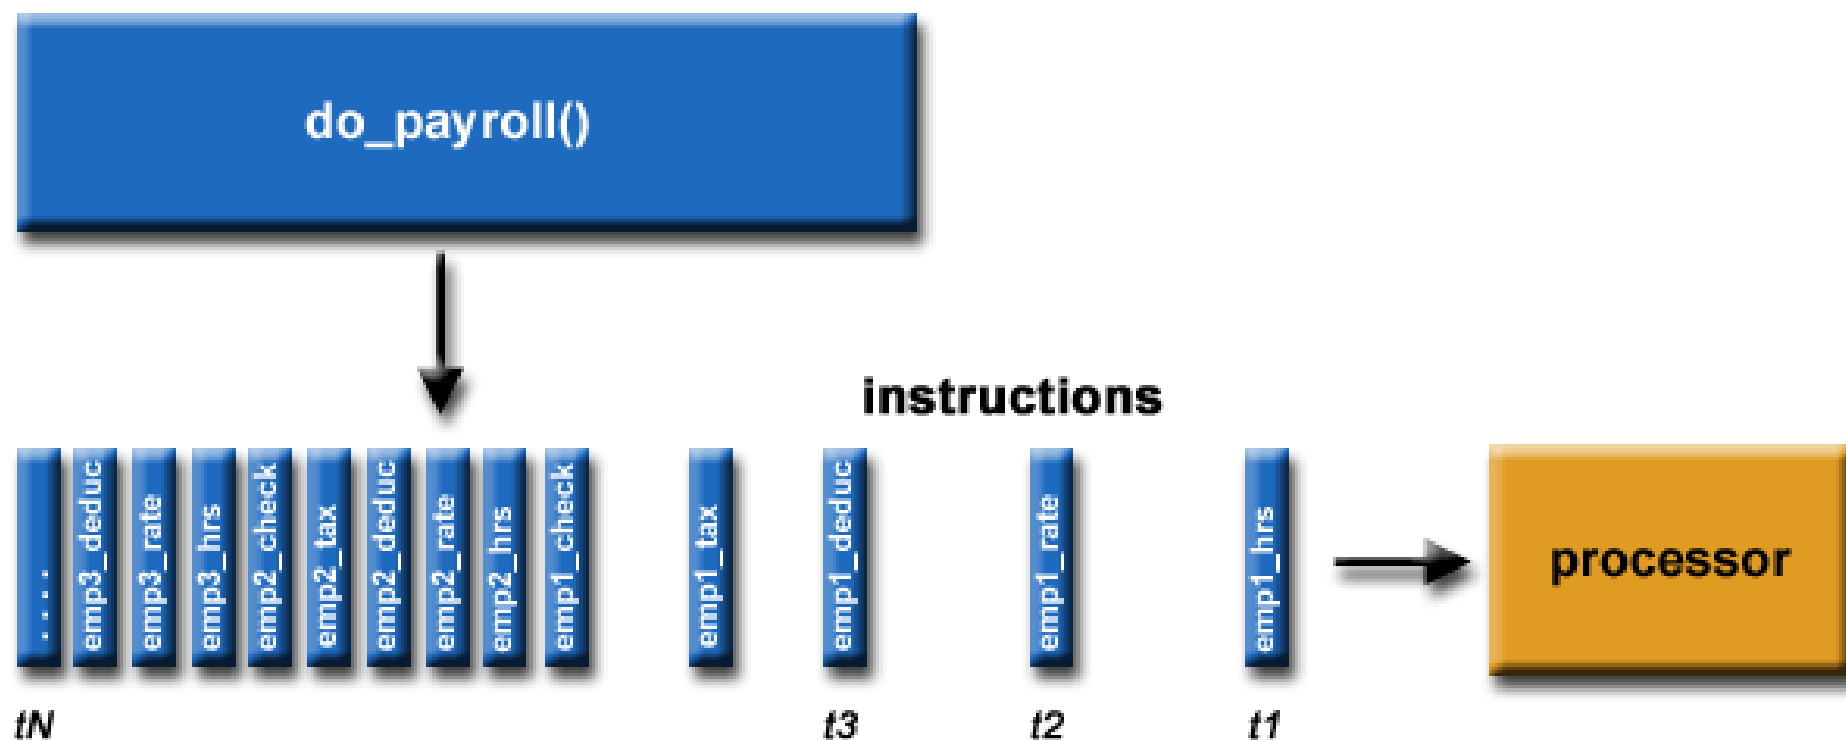 do_payroll()
instructions
....
emp3_deduc
emp3_rate
emp3_hrs
emp2_check
emp2_tax
emp2_deduc
emp2_rate
emp2_hrs
emp1_check
emp1_tax
emp1_deduc
emp1_rate
emp1_hrs
processor
tN
t3
t2
t1